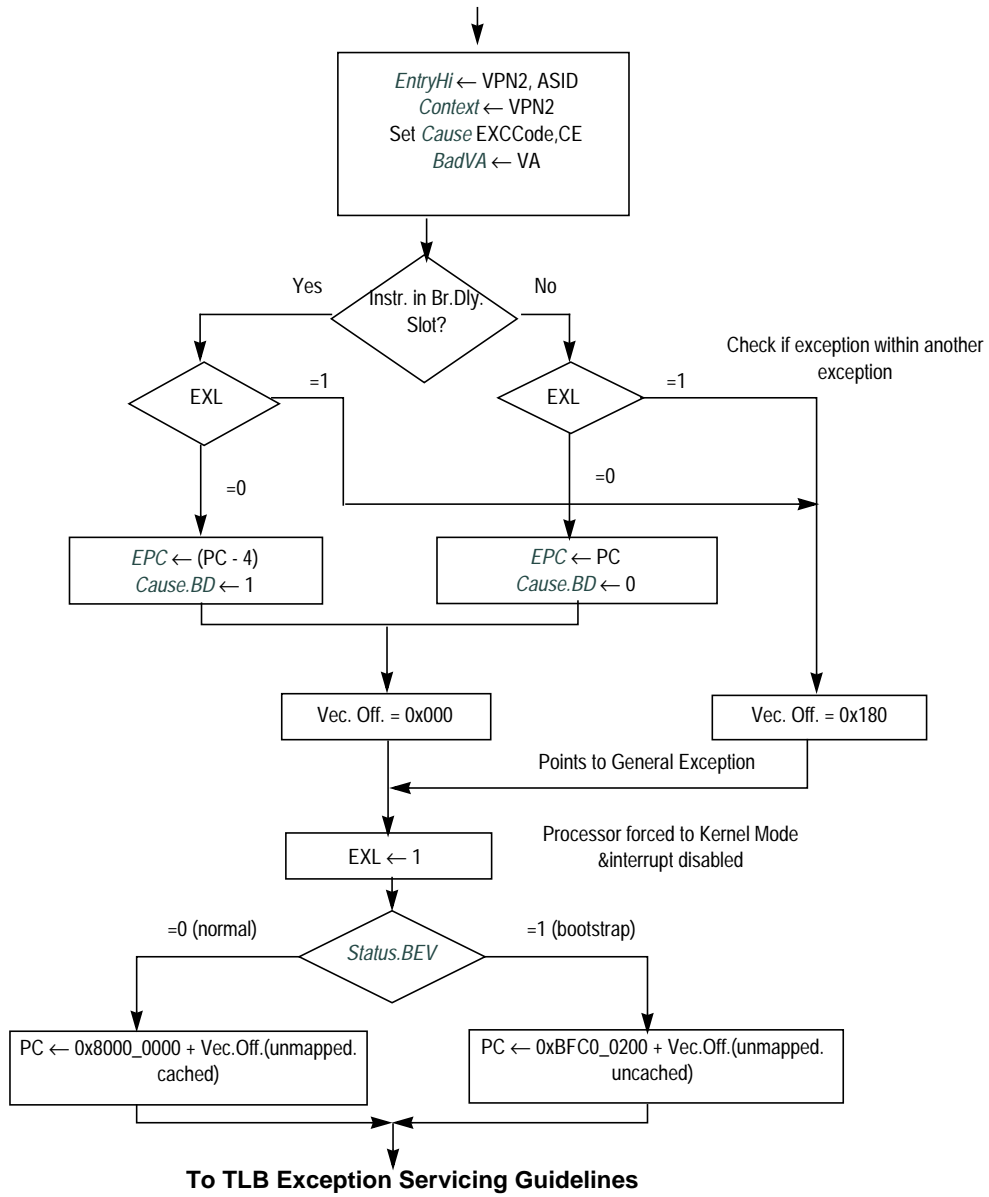 EntryHi ← VPN2, ASID
Context ← VPN2
Set Cause EXCCode,CE
BadVA ← VA
Yes
Instr. in Br.Dly.
Slot?
No
Check if exception within another
exception
EXL
=1
EXL
=1
=0
=0
EPC ← (PC - 4)
Cause.BD ← 1
EPC ← PC
Cause.BD ← 0
Vec. Off. = 0x000
Vec. Off. = 0x180
Points to General Exception
EXL ← 1
Processor forced to Kernel Mode
&interrupt disabled
=0 (normal)
Status.BEV
=1 (bootstrap)
PC ← 0x8000_0000 + Vec.Off.(unmapped.
cached)
PC ← 0xBFC0_0200 + Vec.Off.(unmapped.
uncached)
To TLB Exception Servicing Guidelines